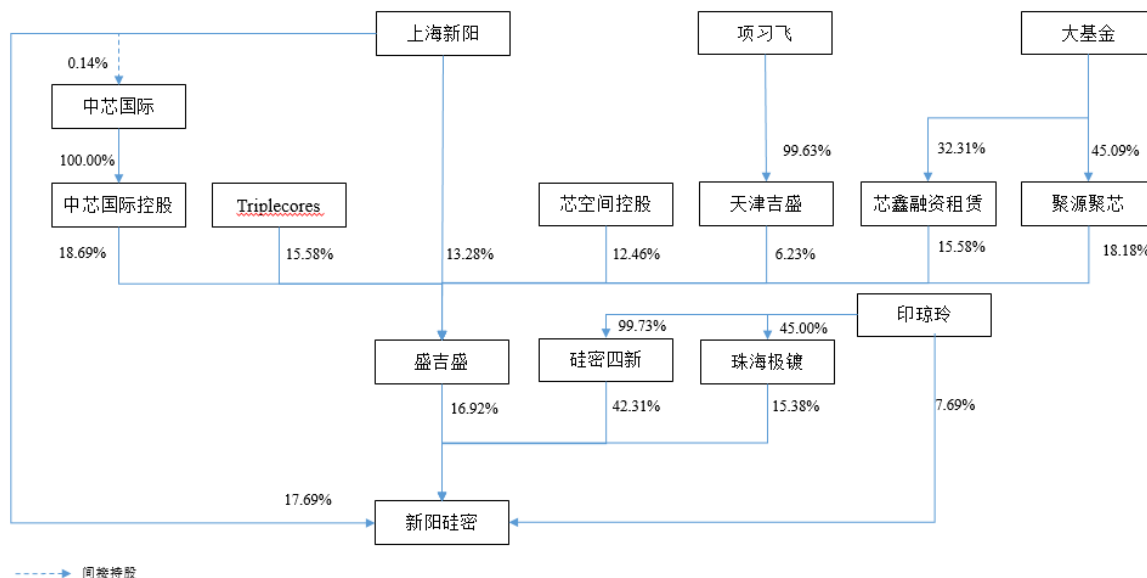 上海新阳
项习飞
大基金
0.14%
中芯国际
100.00%
99.63%
32.31%
45.09%
中芯国际控股
Triplecores
芯空间控股
天津吉盛
芯鑫融资租赁
聚源聚芯
18.69%
15.58%
13.28%
12.46%
6.23%
15.58%
18.18%
印琼玲
99.73%
45.00%
盛吉盛
硅密四新
珠海极镀
16.92%
42.31%
15.38%
7.69%
17.69%
新阳硅密
间接持股